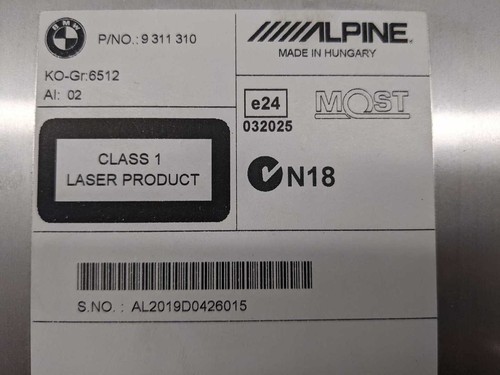 BMW
P/NO.: 9 311 310
KO-Gr:6512
AI: 02
ALPINE
MADE IN HUNGARY
e24
032025
MOST
CLASS 1
LASER PRODUCT
N18
S.NO. : AL2019D0426015